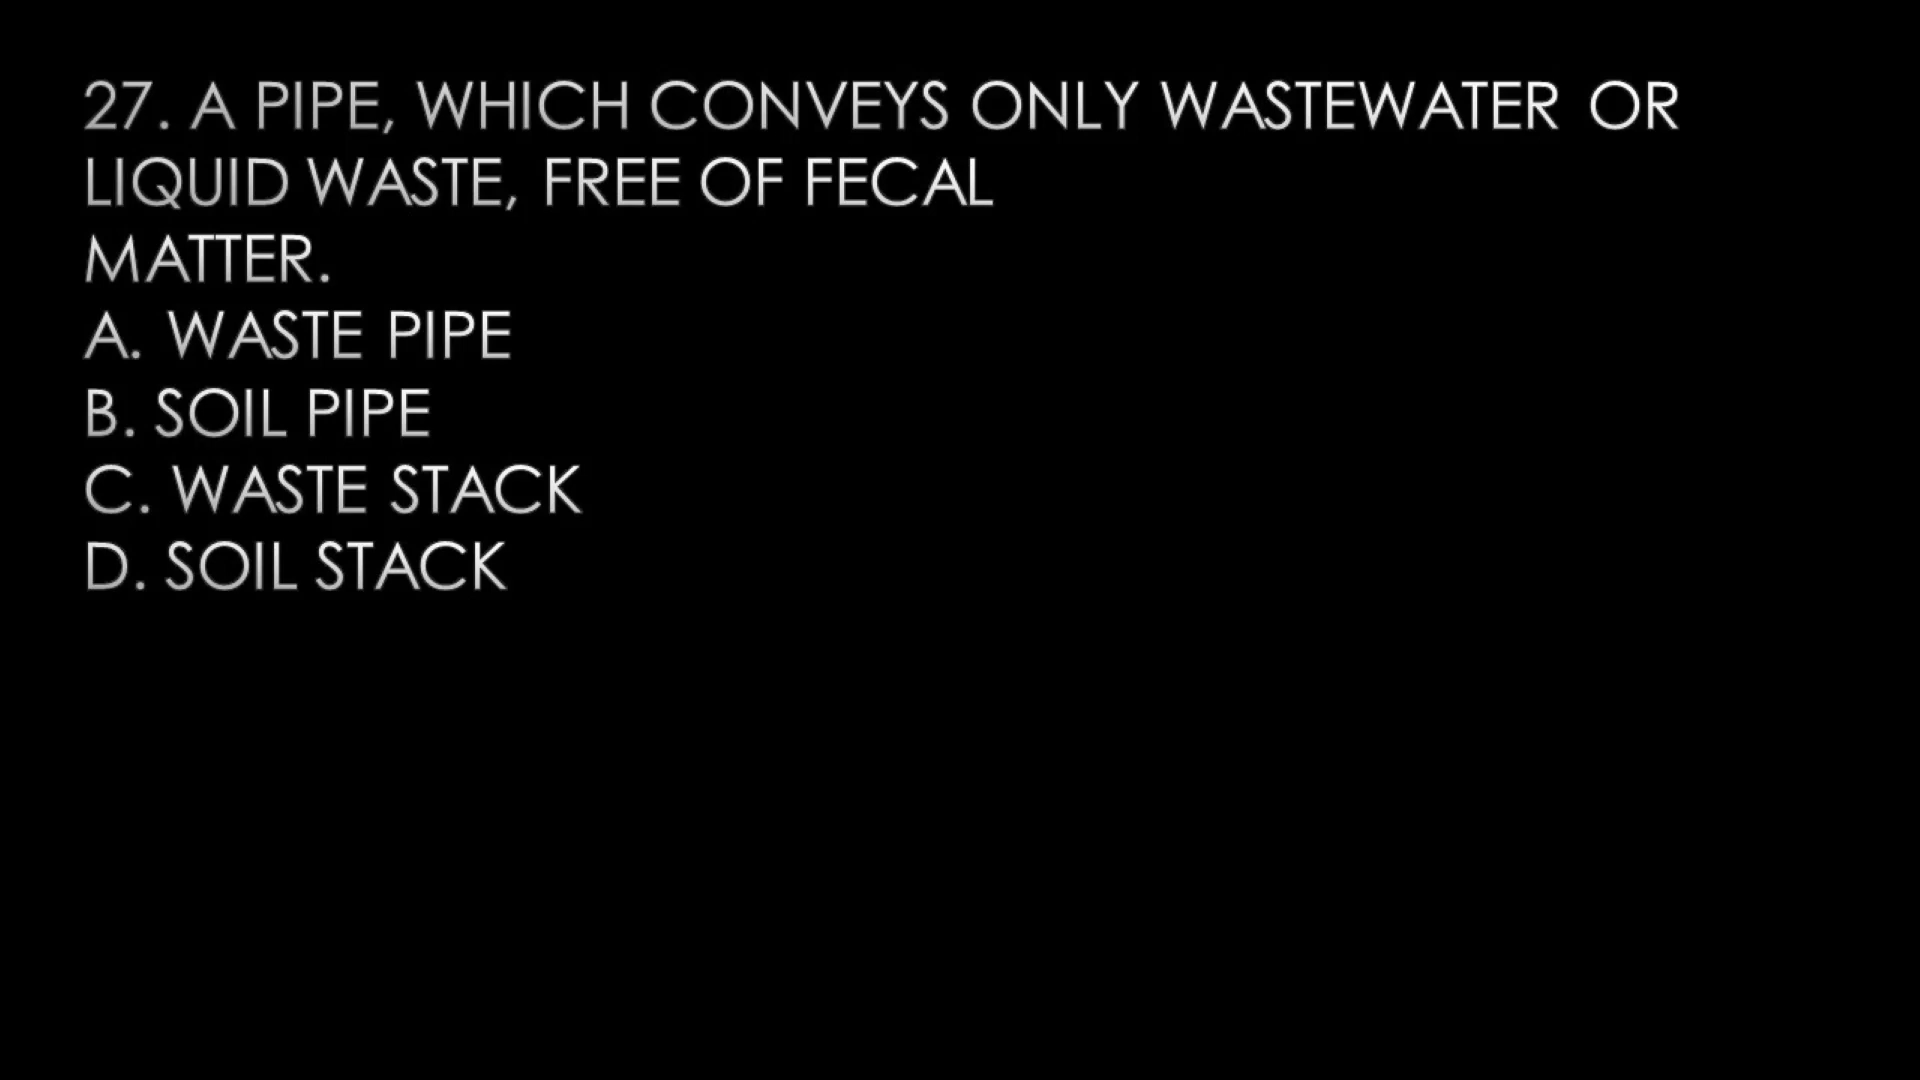 27. A PIPE, WHICH CONVEYS ONLY WASTEWATER OR
LIQUID WASTE, FREE OF FECAL
MATTER.
A. WASTE PIPE
B. SOIL PIPE
C. WASTE STACK
D. SOIL STACK